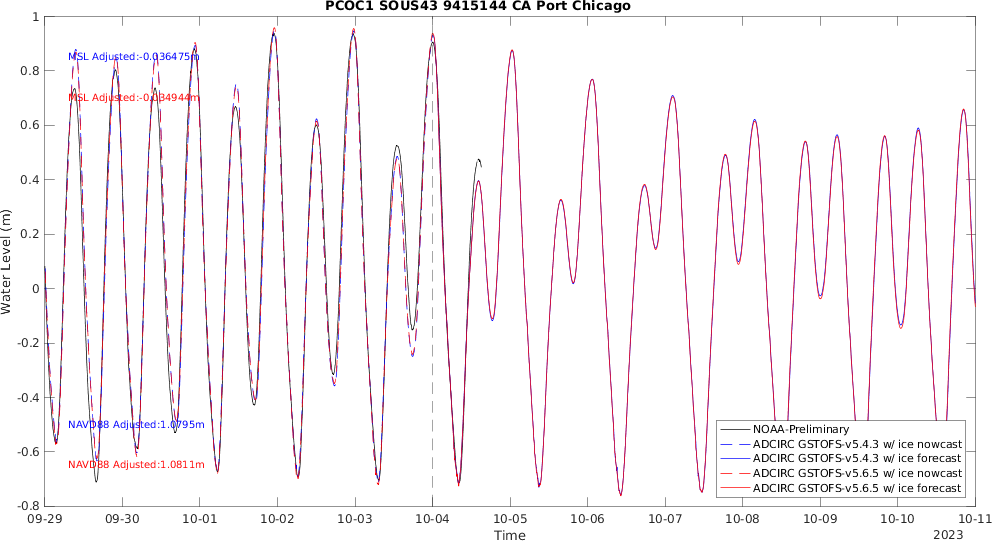 PCOC1 SOUS43 9415144 CA Port Chicago
1
0.8
0.6
0.4
0.2
0
-0.2
-0.4
-0.6
-0.8
Water Level (m)
MSL Adjusted:-0.036475m
MSL Adjusted:-0.034944m
NAVD88 Adjusted:1.0795m
NAVD88 Adjusted:1.0811m
NOAA-Preliminary
ADCIRC GSTOFS-v5.4.3 w/ ice nowcast
ADCIRC GSTOFS-v5.4.3 w/ ice forecast
ADCIRC GSTOFS-v5.6.5 w/ ice nowcast
ADCIRC GSTOFS-v5.6.5 w/ ice forecast
09-29 09-30 10-01 10-02 10-03 10-04 10-05 10-06 10-07 10-08 10-09 10-10 10-11
Time
2023